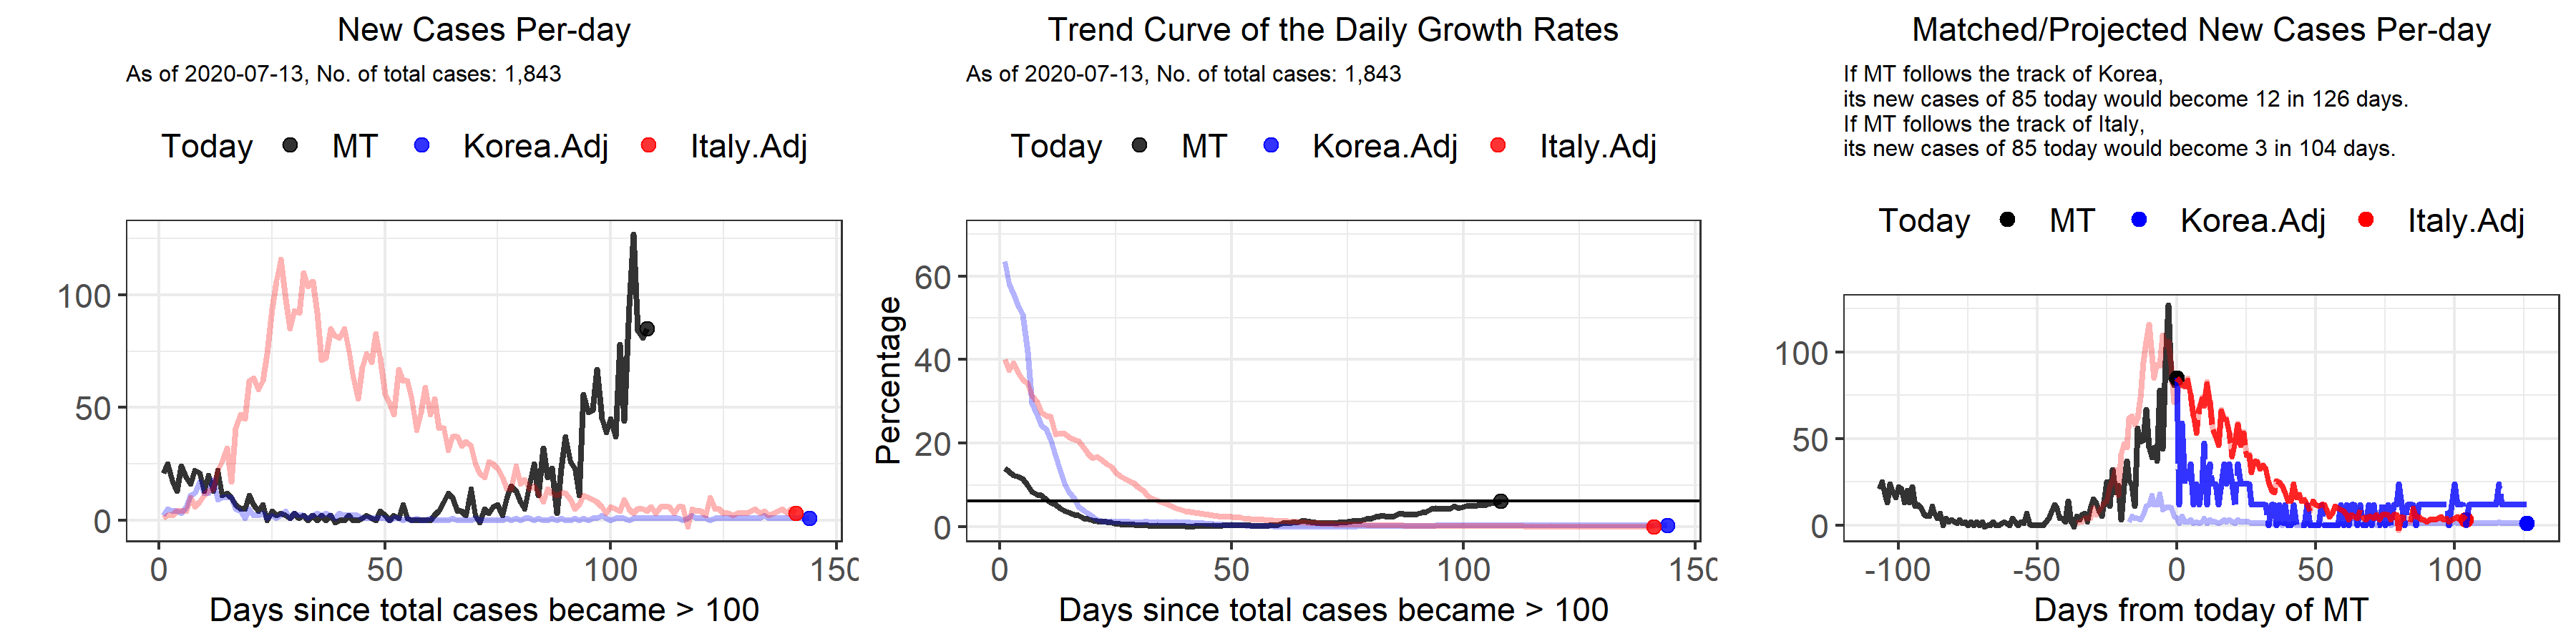 New Cases Per-day
As of 2020-07-13, No. of total cases: 1,843
Today MT Korea.Adj Italy.Adj
100
50
0
0 50 100 150
Days since total cases became > 100
Trend Curve of the Daily Growth Rates
As of 2020-07-13, No. of total cases: 1,843
Today MT Korea.Adj Italy.Adj
Percentage
60
40
20
0
0 50 100 150
Days since total cases became > 100
Matched/Projected New Cases Per-day
If MT follows the track of Korea,
its new cases of 85 today would become 12 in 126 days.
If MT follows the track of Italy,
its new cases of 85 today would become 3 in 104 days.
Today MT Korea.Adj Italy.Adj
100
50
0
-100 -50 0 50 100
Days from today of MT